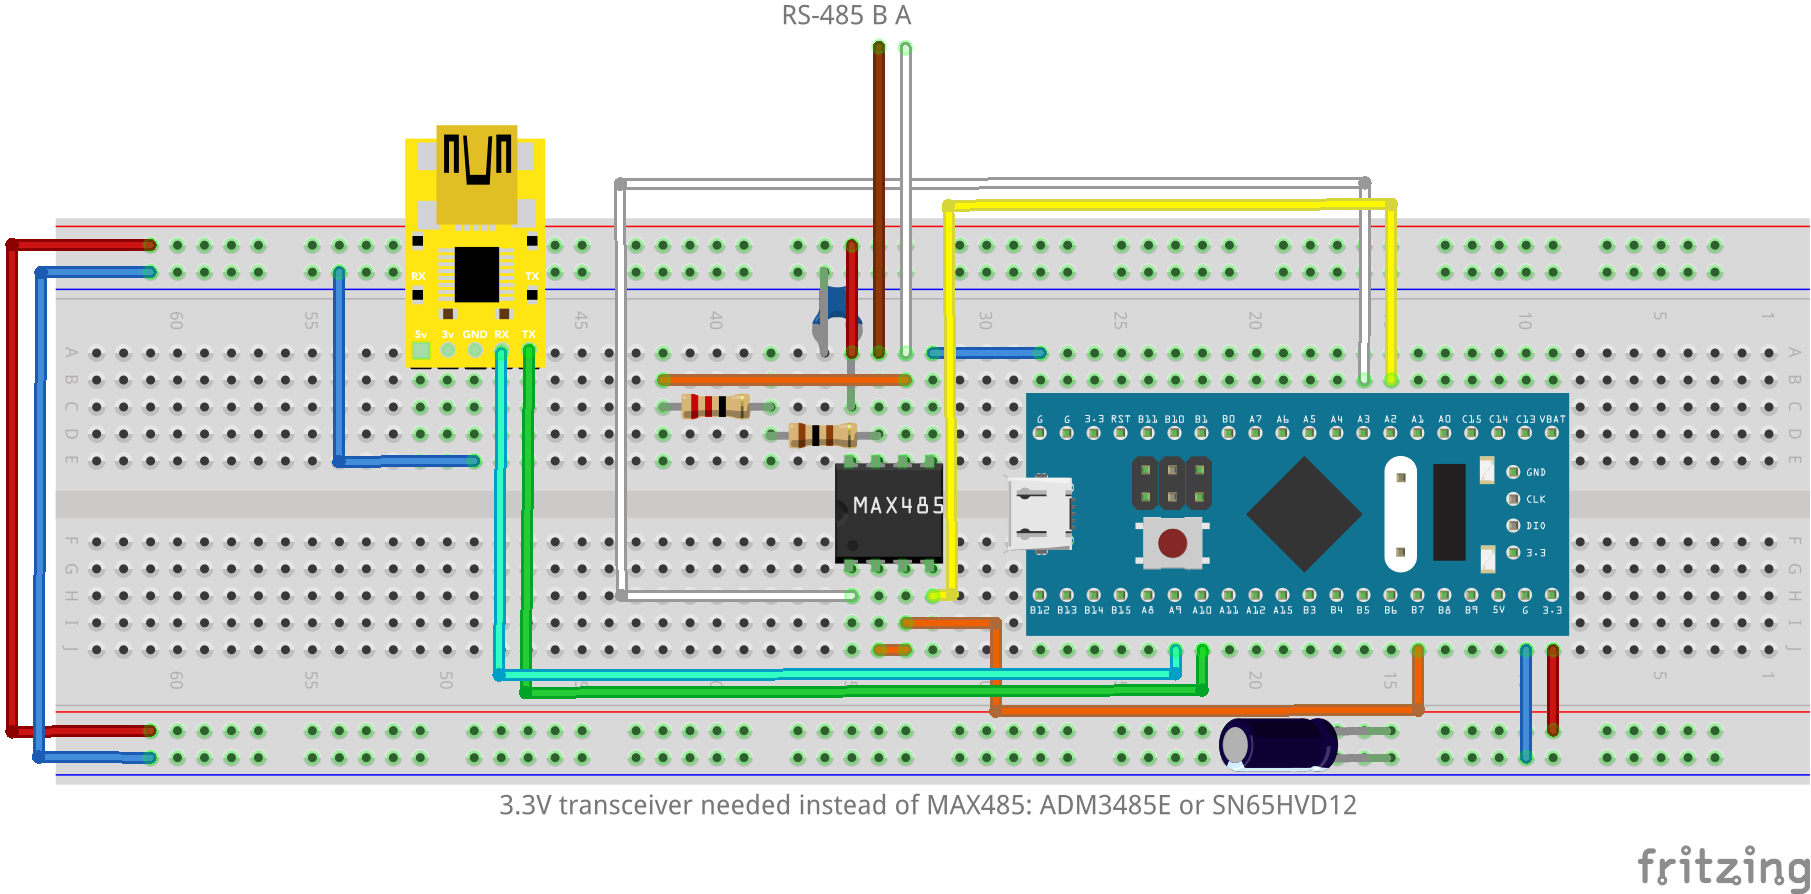 RS-485 B A
RX TX
5v 3v GND RX TX
60 55 45 40 30 25 20 10 5 1
A A
B B
C C
D D
E E
G G 3.3 RST B11 B10 B1 B0 A7 A6 A5 A4 A3 A2 A1 A0 C15 C14 C13 VBAT
GND
CLK
DIO
3.3
MAX485
F F
G G
H H
I I
J J
B12 B13 B14 B15 A8 A9 A10 A11 A12 A15 B3 B4 B5 B6 B7 B8 B9 5V G 3.3
60 55 50 20 15 5 1
3.3V transceiver needed instead of MAX485: ADM3485E or SN65HVD12
fritzing